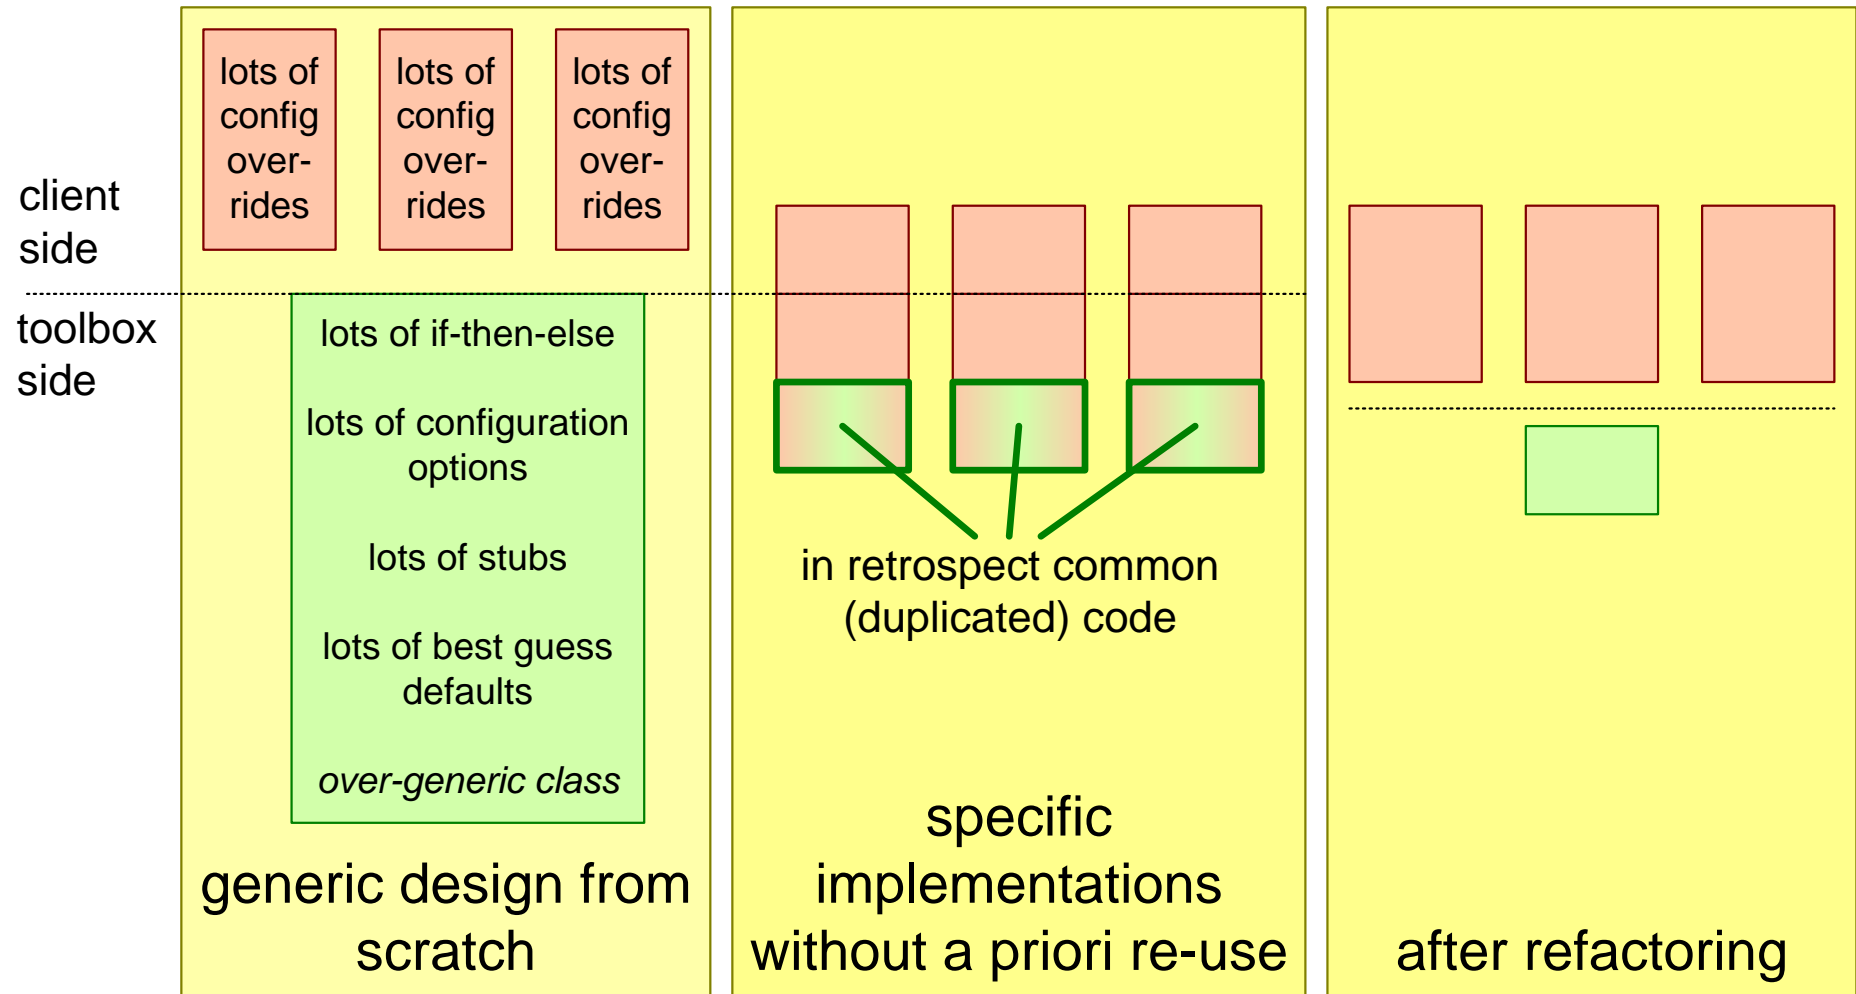 client
side
toolbox
side
lots of
config
over-
rides
lots of
config
over-
rides
lots of
config
over-
rides
lots of if-then-else
lots of configuration
options
lots of stubs
lots of best guess
defaults
over-generic class
generic design from
scratch
in retrospect common
(duplicated) code
specific
implementations
without a priori re-use
after refactoring